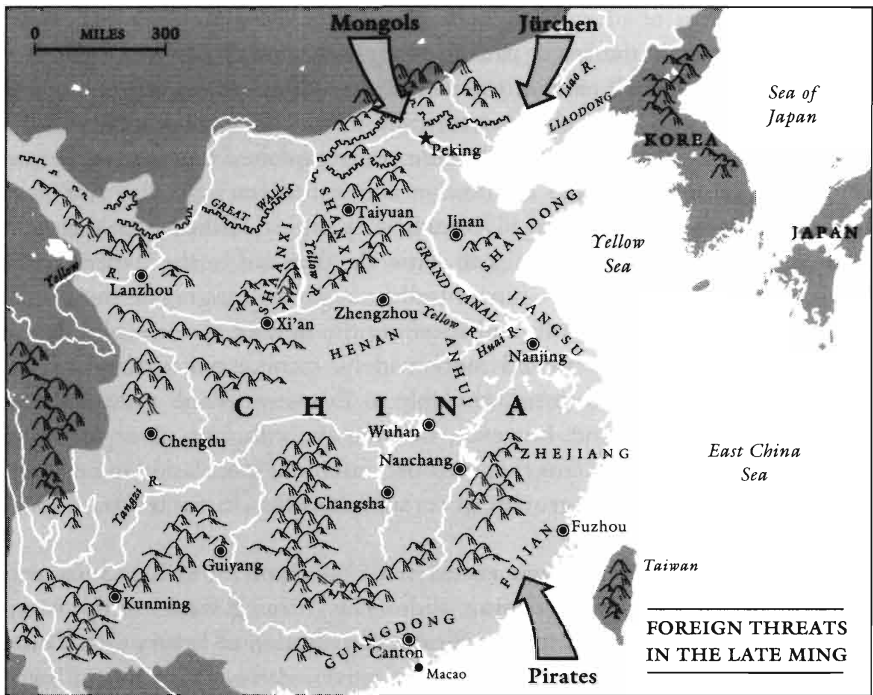 Mongols
Jürchen
0 MILES 300
Liao R.
LIAODONG
Sea of
Japan
KOREA
Peking
GREAT WALL
SHANXI
Taiyuan
Jinan
SHANDONG
Yellow
Sea
JAPAN
SHAANXI
Yellow R.
GRAND CANAL
Yellow R.
Lanzhou
Xi'an
Zhengzhou
Yellow R.
JIANGSU
HENAN
ANHUI
Huai R.
Nanjing
CHINA
Chengdu
Wuhan
ZHEJIANG
Nanchang
East China
Sea
Changsha
Yangzi R.
Fuzhou
Guiyang
FUJIAN
Taiwan
Kunming
GUANGDONG
Canton
Macao
Pirates
FOREIGN THREATS
IN THE LATE MING